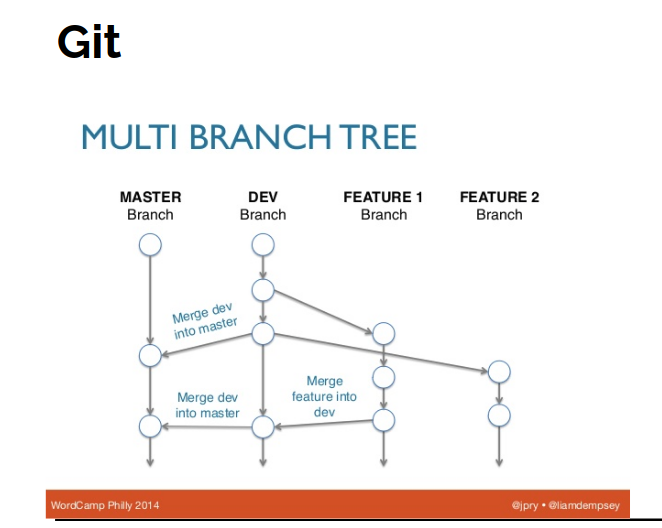 Git
MULTI BRANCH TREE
MASTER
Branch
DEV
Branch
FEATURE 1
Branch
FEATURE 2
Branch
Merge dev
into master
Merge dev
into master
Merge
feature into
dev
WordCamp Philly 2014
@jpry • @liamdempsey